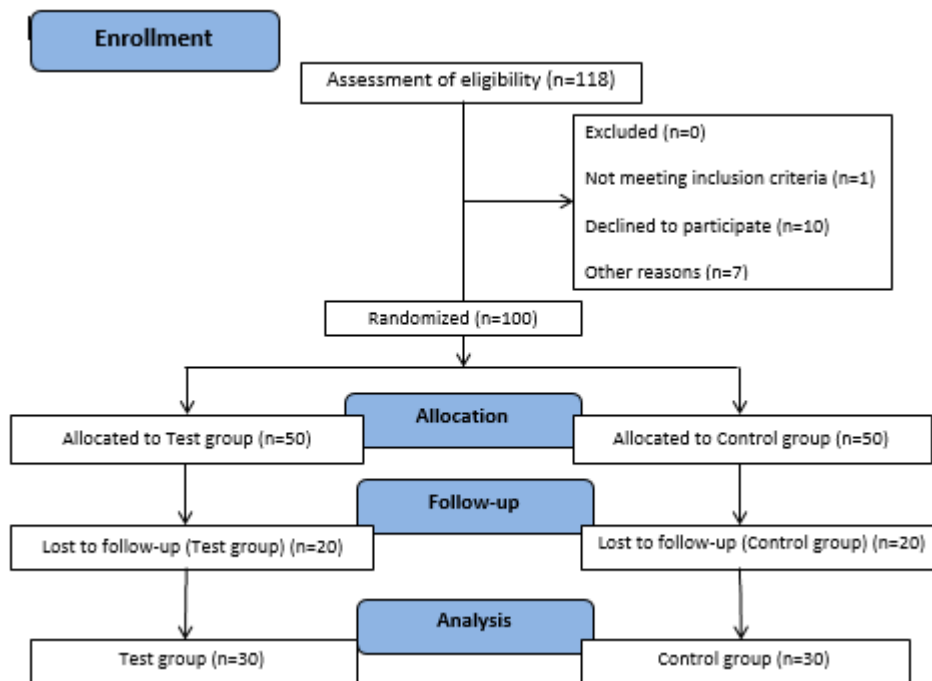 Enrollment
Assessment of eligibility (n=118)
Excluded (n=0)
Not meeting inclusion criteria (n=1)
Declined to participate (n=10)
Other reasons (n=7)
Randomized (n=100)
Allocation
Allocated to Test group (n=50)
Allocated to Control group (n=50)
Follow-up
Lost to follow-up (Test group) (n=20)
Lost to follow-up (Control group) (n=20)
Analysis
Test group (n=30)
Control group (n=30)